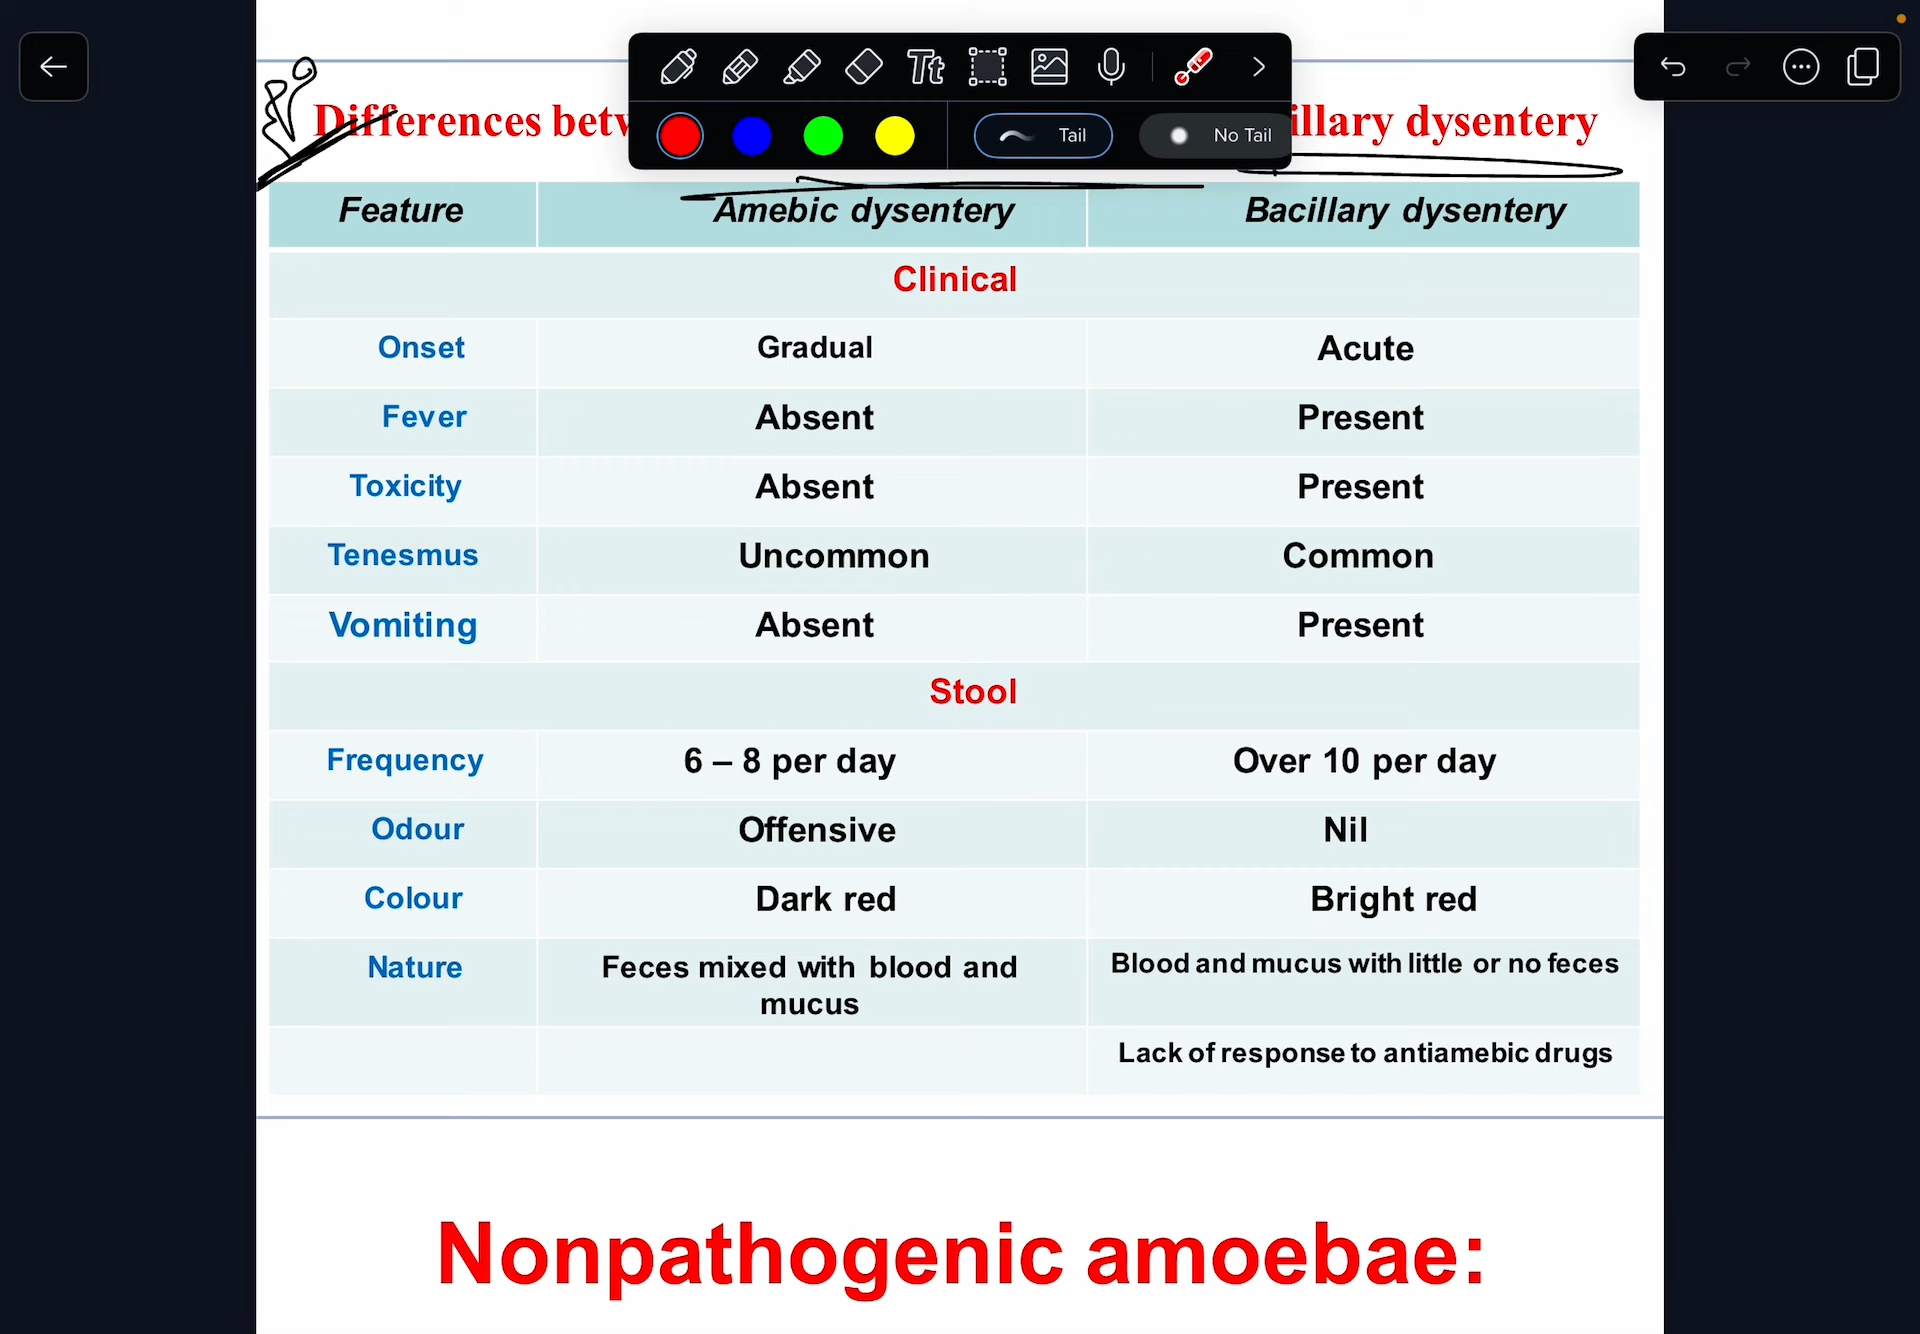 Tt
Tail
No Tail
Differences betw
illary dysentery
Feature Amebic dysentery Bacillary dysentery
Clinical
Onset Gradual Acute
Fever Absent Present
Toxicity Absent Present
Tenesmus Uncommon Common
Vomiting Absent Present
Stool
Frequency 6 – 8 per day Over 10 per day
Odour Offensive Nil
Colour Dark red Bright red
Nature Feces mixed with blood and Blood and mucus with little or no feces
mucus
Lack of response to antiamebic drugs
Nonpathogenic amoebae: